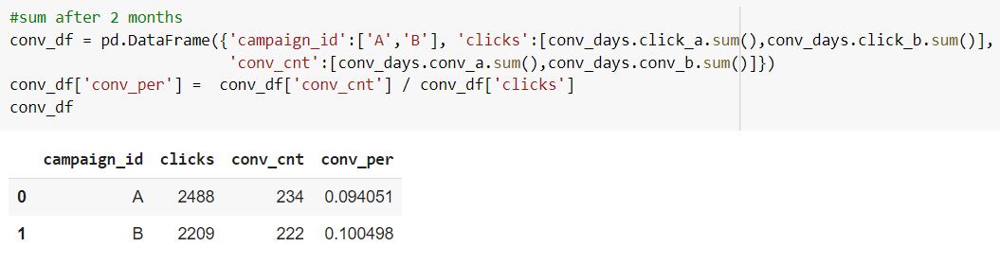 #sum after 2 months
conv_df = pd.DataFrame({'campaign_id':['A','B'], 'clicks':[conv_days.click_a.sum(),conv_days.click_b.sum()],
'conv_cnt':[conv_days.conv_a.sum(),conv_days.conv_b.sum()]})
conv_df['conv_per'] =  conv_df['conv_cnt'] / conv_df['clicks']
conv_df
campaign_id clicks conv_cnt conv_per
0 A 2488 234 0.094051
1 B 2209 222 0.100498